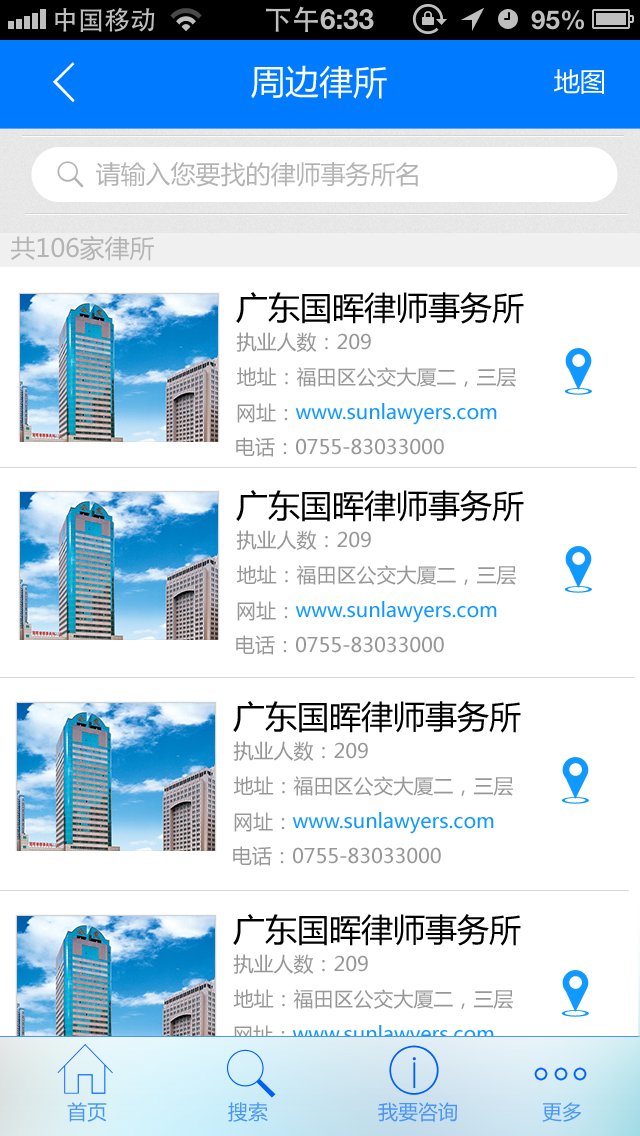 中国移动 下午6:33 95%
周边律所 地图
请输入您要找的律师事务所名
共106家律所
广东国晖律师事务所
执业人数：209
地址：福田区公交大厦二，三层
网址：www.sunlawyers.com
电话：0755-83033000
广东国晖律师事务所
执业人数：209
地址：福田区公交大厦二，三层
网址：www.sunlawyers.com
电话：0755-83033000
广东国晖律师事务所
执业人数：209
地址：福田区公交大厦二，三层
网址：www.sunlawyers.com
电话：0755-83033000
广东国晖律师事务所
执业人数：209
地址：福田区公交大厦二，三层
网址：www.sunlawyers.com
首页 搜索 我要咨询 更多